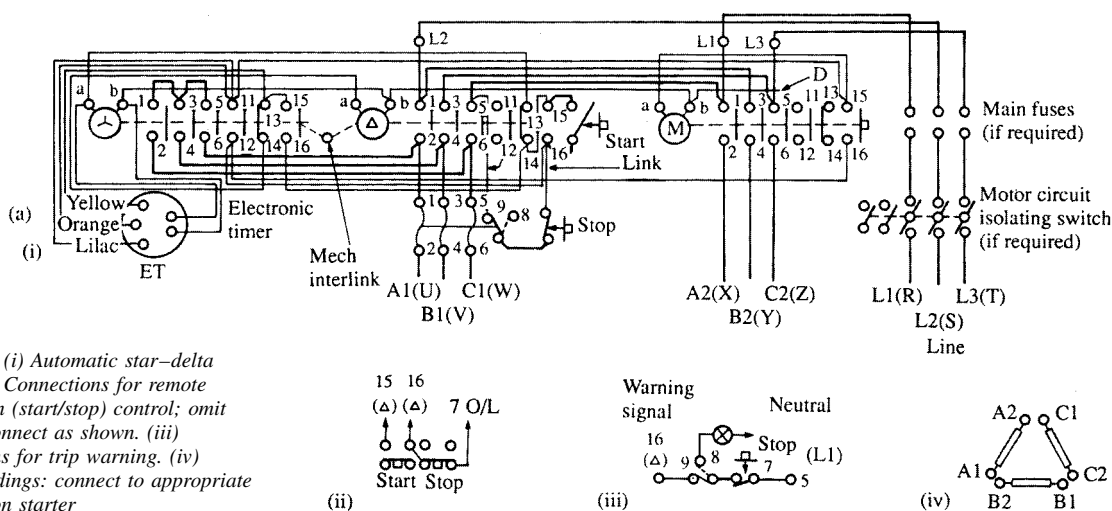 L2
L1 L3
D
a b 1 3 5 11 15
13
2 4 6 12 14 16
a b 1 3 5 11 13 15
Δ
2 4 6 12 14 16
Start
Link
a b 1 3 5 11 13 15
M
2 4 6 12 14 16
Main fuses
(if required)
Motor circuit
isolating switch
(if required)
(a)
(i)
Yellow
Orange
Lilac
ET
Electronic
timer
Mech
interlink
1 3 5
9 8
Stop
2 4 6
A1(U) C1(W)
B1(V)
A2(X) C2(Z)
B2(Y)
L1(R) L3(T)
L2(S)
Line
(i) Automatic star–delta
Connections for remote
n (start/stop) control; omit
onnect as shown. (iii)
ns for trip warning. (iv)
dings: connect to appropriate
on starter
15 16
(Δ) (Δ) 7 O/L
Start Stop
(ii)
Warning
signal
Neutral
16
(Δ) 9 8 Stop 7 (L1)
5
(iii)
A2 C1
A1 C2
B2 B1
(iv)